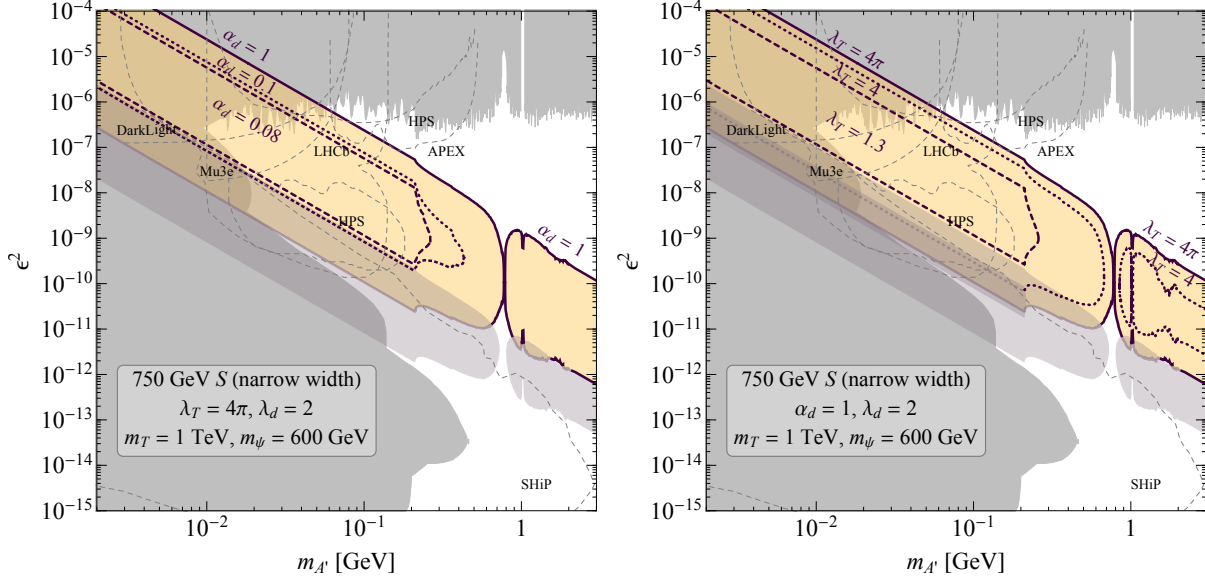 10⁻⁴
10⁻⁵
10⁻⁶
10⁻⁷
10⁻⁸
10⁻⁹
10⁻¹⁰
10⁻¹¹
10⁻¹²
10⁻¹³
10⁻¹⁴
10⁻¹⁵
ϵ²
α_d = 1
α_d = 0.1
α_d = 0.08
DarkLight
HPS
LHCb
APEX
Mu3e
HPS
α_d = 1
750 GeV S (narrow width)
λ_T = 4π, λ_d = 2
m_T = 1 TeV, m_ψ = 600 GeV
SHiP
10⁻²
10⁻¹
1
m_A' [GeV]
10⁻⁴
10⁻⁵
10⁻⁶
10⁻⁷
10⁻⁸
10⁻⁹
10⁻¹⁰
10⁻¹¹
10⁻¹²
10⁻¹³
10⁻¹⁴
10⁻¹⁵
ϵ²
λ_T = 4π
λ_T = 4
λ_T = 1.3
DarkLight
HPS
LHCb
APEX
Mu3e
HPS
λ_T = 4π
λ_T = 4
750 GeV S (narrow width)
α_d = 1, λ_d = 2
m_T = 1 TeV, m_ψ = 600 GeV
SHiP
10⁻²
10⁻¹
1
m_A' [GeV]